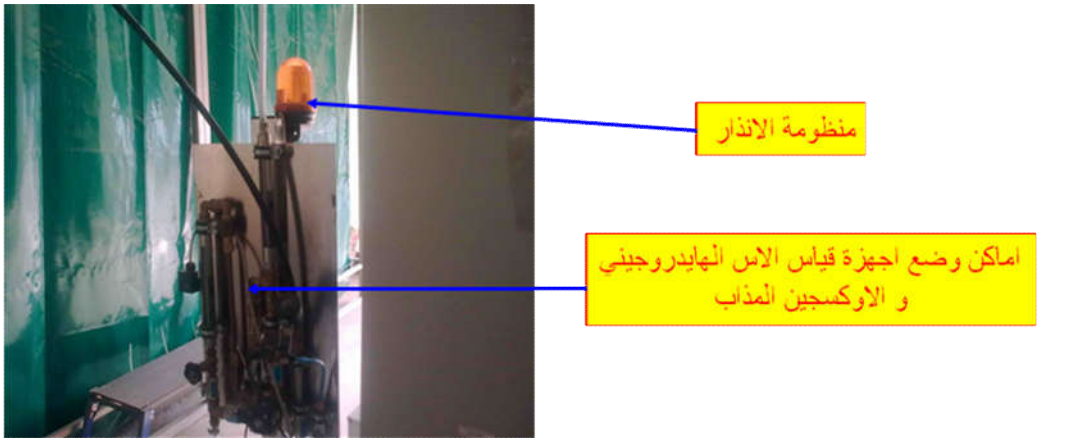 منظومة الانذار
اماكن وضع اجهزة قياس الاس الهايدروجيني
و الاوكسجين المذاب